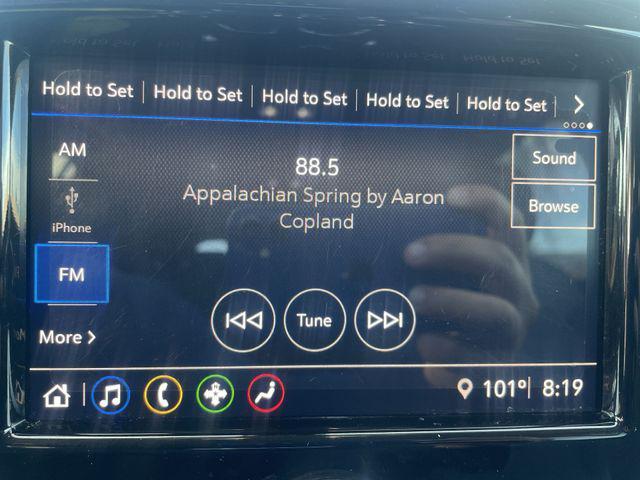 Hold to Set Hold to Set Hold to Set Hold to Set Hold to Set
AM
88.5
Sound
Appalachian Spring by Aaron
Copland
Browse
iPhone
FM
Tune
More
101° 8:19